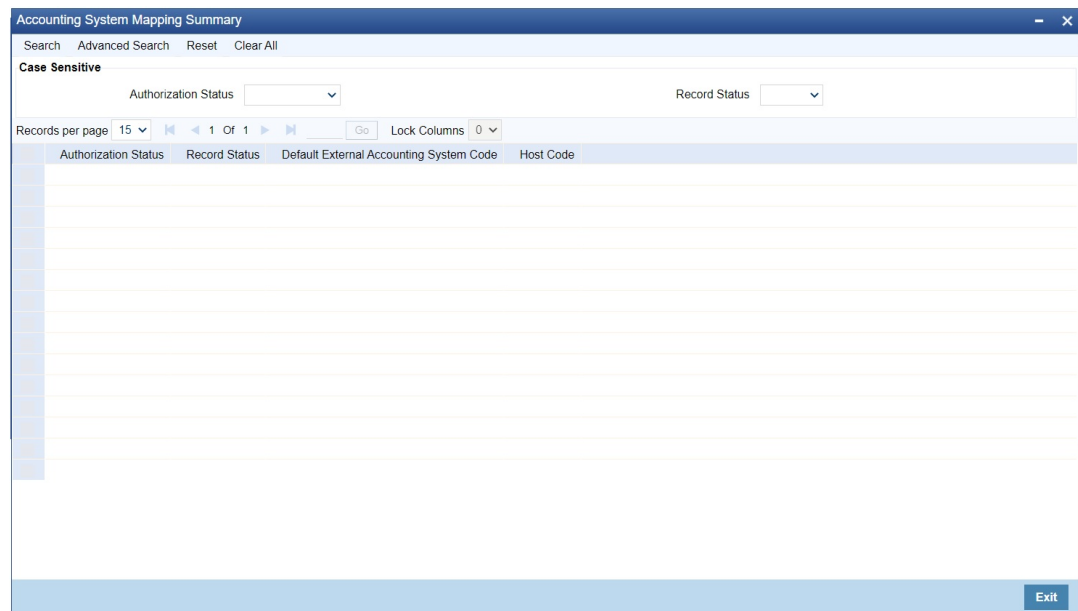 Accounting System Mapping Summary
Search Advanced Search Reset Clear All
Case Sensitive
Authorization Status Record Status
Records per page 15 1 Of 1 Go Lock Columns 0
Authorization Status Record Status Default External Accounting System Code Host Code
Exit